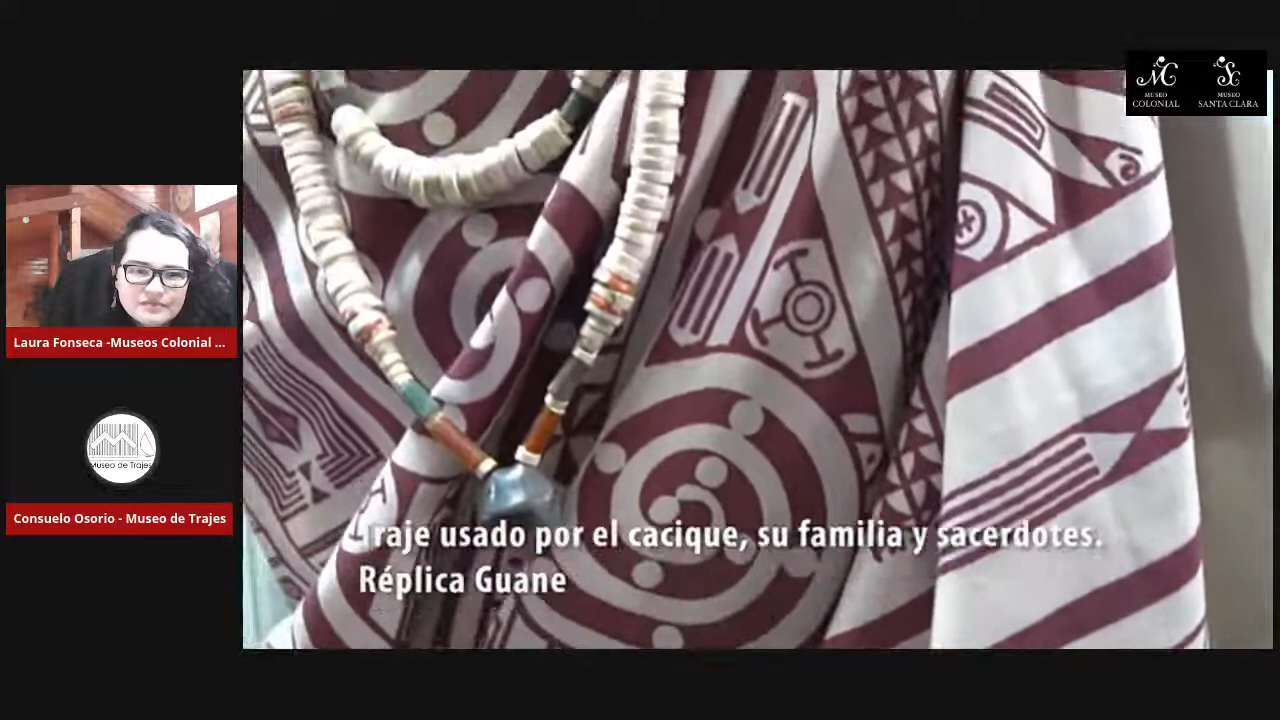 MUSEO
COLONIAL
MUSEO
SANTA CLARA
Laura Fonseca -Museos Colonial ...
Museo de Trajes
Consuelo Osorio - Museo de Trajes
Traje usado por el cacique, su familia y sacerdotes.
Réplica Guane